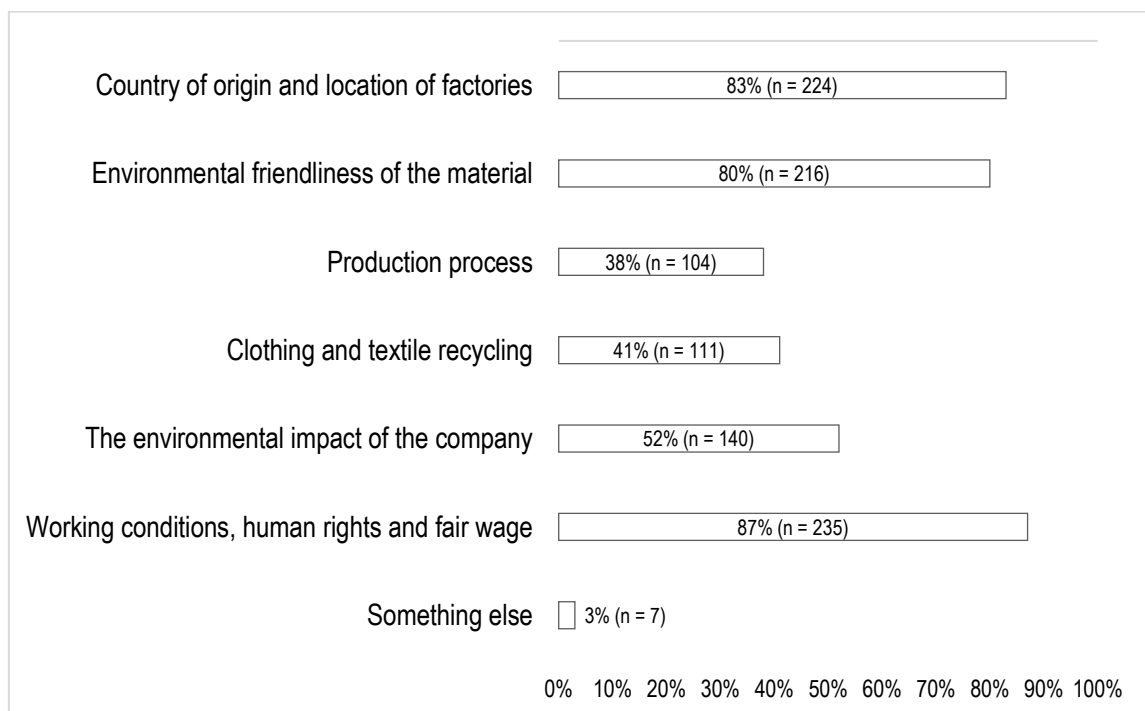 Country of origin and location of factories
83% (n = 224)
Environmental friendliness of the material
80% (n = 216)
Production process
38% (n = 104)
Clothing and textile recycling
41% (n = 111)
The environmental impact of the company
52% (n = 140)
Working conditions, human rights and fair wage
87% (n = 235)
Something else
3% (n = 7)
0% 10% 20% 30% 40% 50% 60% 70% 80% 90% 100%